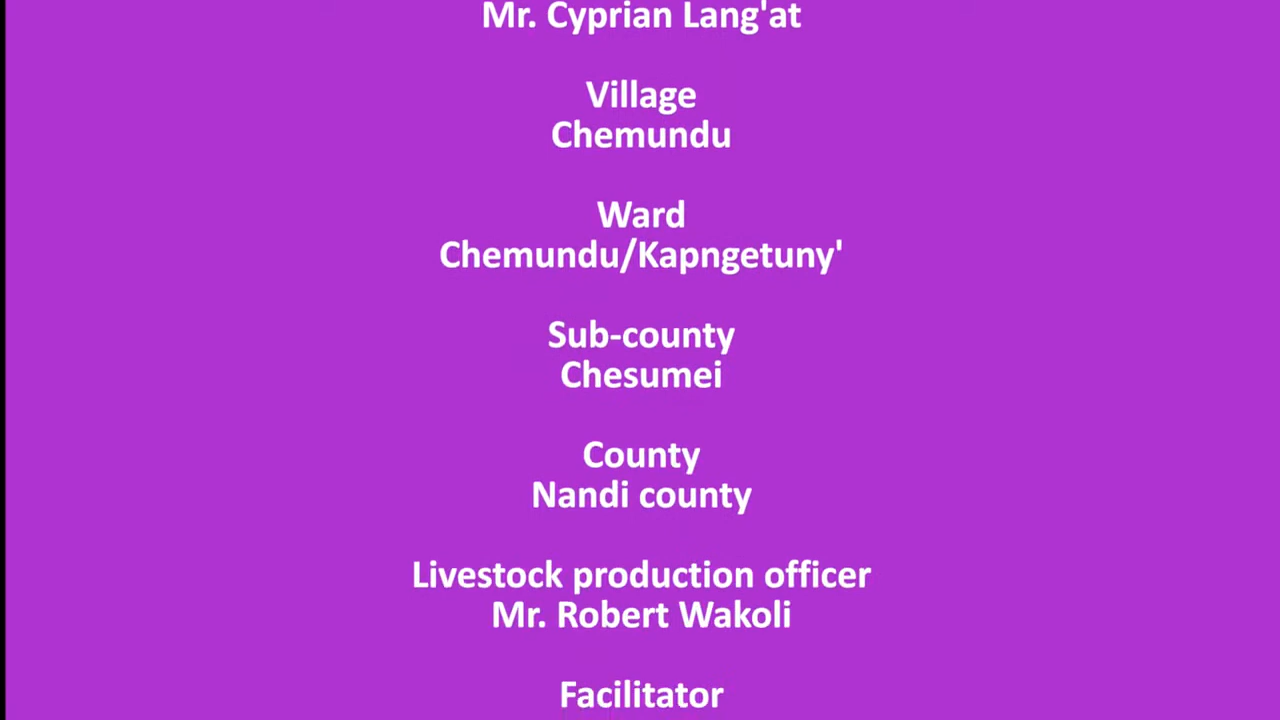 Mr. Cyprian Lang'at
Village
Chemundu
Ward
Chemundu/Kapngetuny'
Sub-county
Chesumei
County
Nandi county
Livestock production officer
Mr. Robert Wakoli
Facilitator